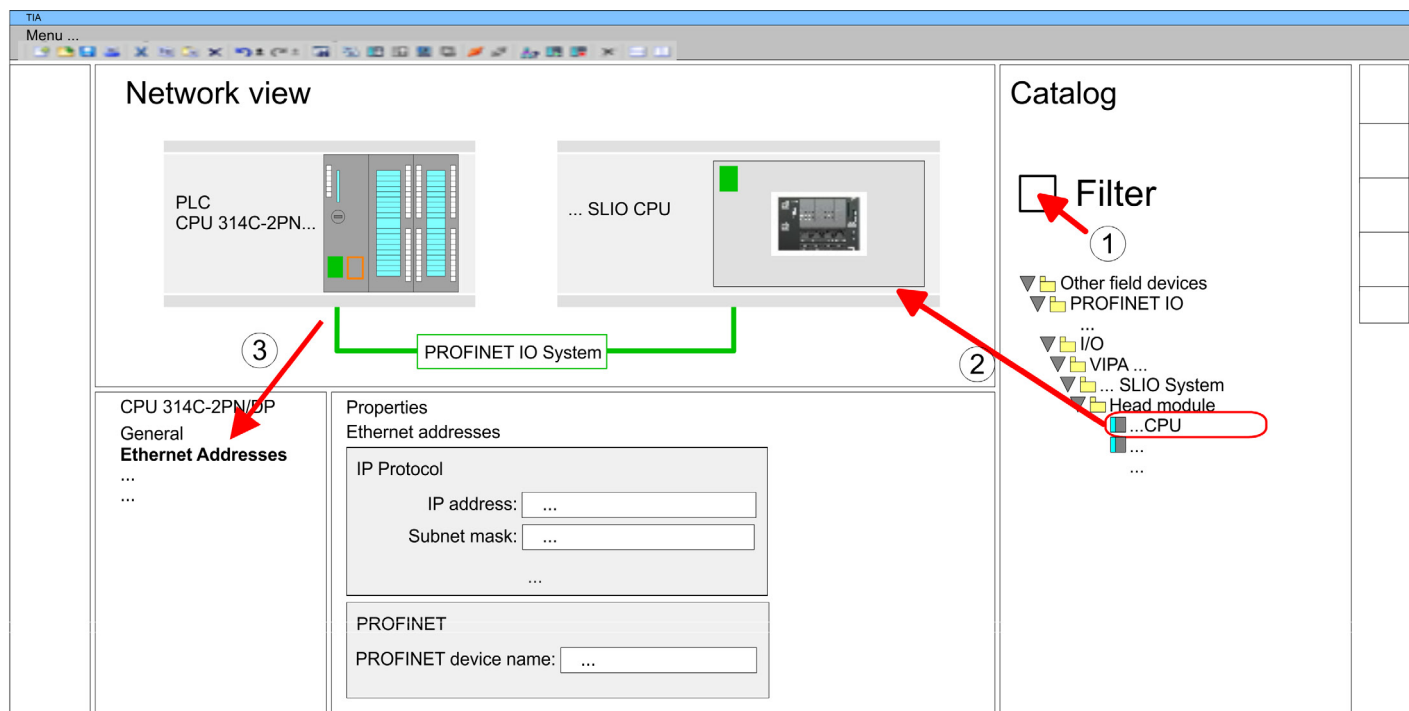 TIA
Menu ...
Network view
PLC
CPU 314C-2PN...
... SLIO CPU
3
PROFINET IO System
2
Catalog
Filter
1
Other field devices
PROFINET IO
...
I/O
VIPA ...
... SLIO System
Head module
...CPU
...
...
CPU 314C-2PN/DP
General
Ethernet Addresses
...
...
Properties
Ethernet addresses
IP Protocol
IP address: ...
Subnet mask: ...
...
PROFINET
PROFINET device name: ...